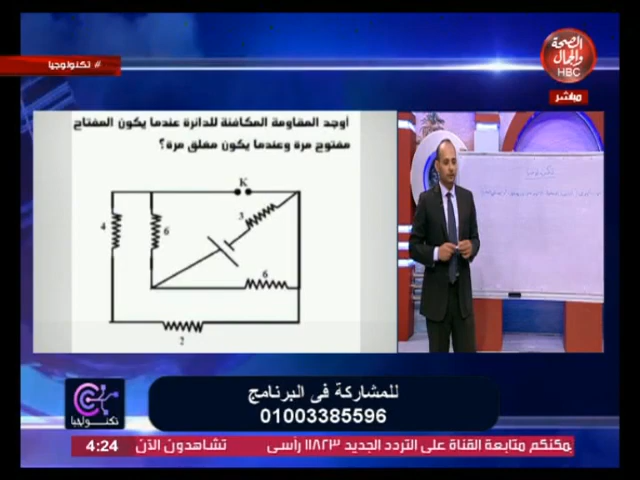 الصحة
والجمال
HBC
مباشر
# تكنولوجيا
أوجد المقاومة المكافئة للدائرة عندما يكون المفتاح
مفتوح مرة وعندما يكون مغلق مرة؟
K
3
4
6
6
2
تكنولوجيا
للمشاركة فى البرنامج
01003385596
تكنولوجيا
يمكنكم متابعة القناة على التردد الجديد ١١٨٢٣ رأسى
تشاهدون الآن
4:24